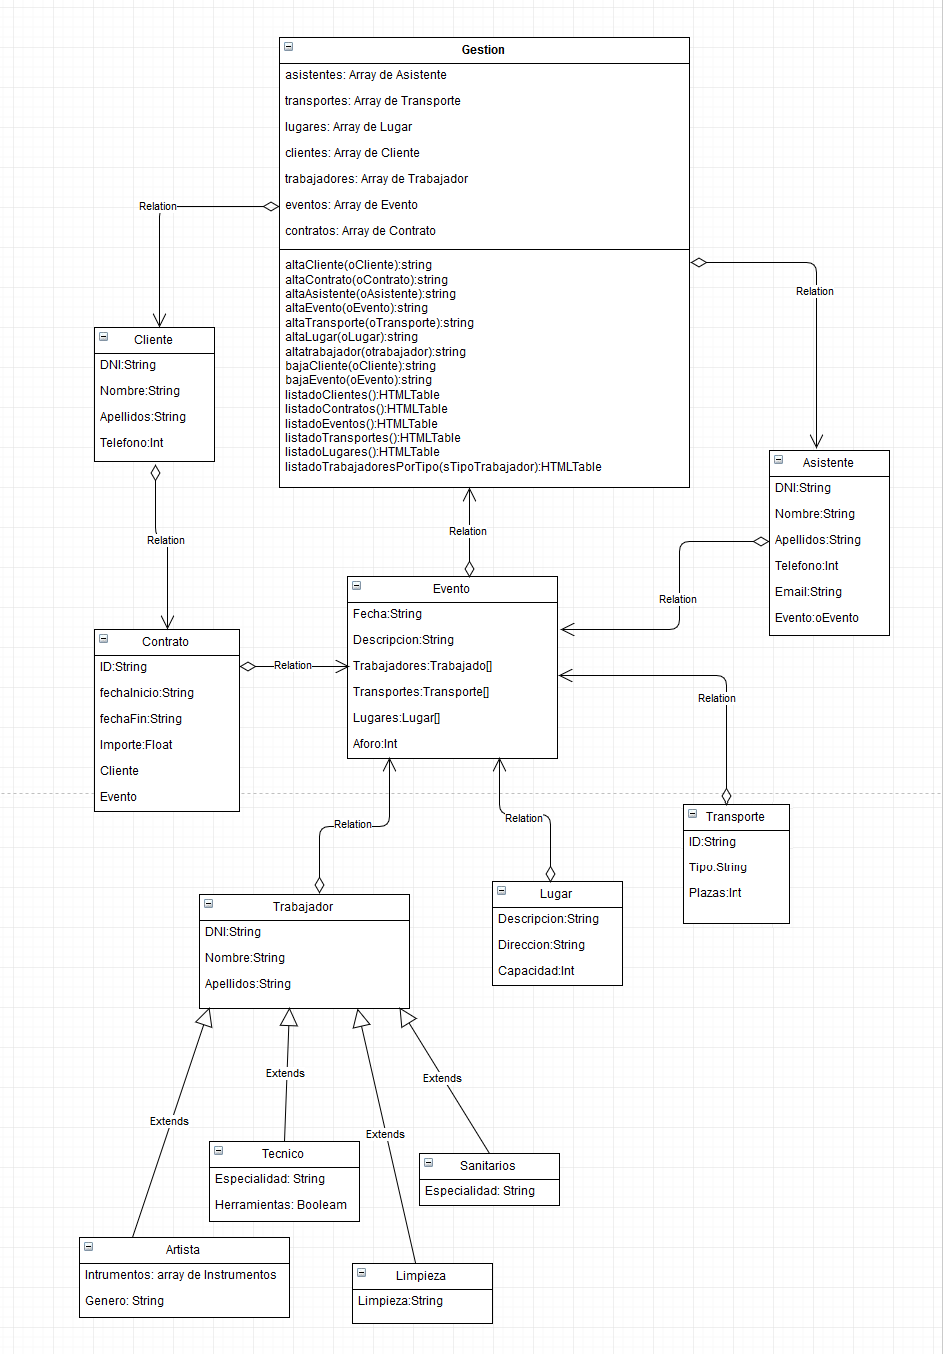 Gestion
asistentes: Array de Asistente
transportes: Array de Transporte
lugares: Array de Lugar
clientes: Array de Cliente
trabajadores: Array de Trabajador
eventos: Array de Evento
contratos: Array de Contrato
altaCliente(oCliente):string
altaContrato(oContrato):string
altaAsistente(oAsistente):string
altaEvento(oEvento):string
altaTransporte(oTransporte):string
altaLugar(oLugar):string
altatrabajador(otrabajador):string
bajaCliente(oCliente):string
bajaEvento(oEvento):string
listadoClientes():HTMLTable
listadoContratos():HTMLTable
listadoEventos():HTMLTable
listadoTransportes():HTMLTable
listadoLugares():HTMLTable
listadoTrabajadoresPorTipo(sTipoTrabajador):HTMLTable
Relation
Relation
Cliente
DNI:String
Nombre:String
Apellidos:String
Telefono:Int
Asistente
DNI:String
Nombre:String
Apellidos:String
Telefono:Int
Email:String
Evento:oEvento
Relation
Relation
Relation
Evento
Fecha:String
Descripcion:String
Trabajadores:Trabajado[]
Transportes:Transporte[]
Lugares:Lugar[]
Aforo:Int
Contrato
ID:String
fechaInicio:String
fechaFin:String
Importe:Float
Cliente
Evento
Relation
Relation
Relation
Relation
Transporte
ID:String
Tipo:String
Plazas:Int
Trabajador
DNI:String
Nombre:String
Apellidos:String
Lugar
Descripcion:String
Direccion:String
Capacidad:Int
Extends
Extends
Extends
Extends
Tecnico
Especialidad: String
Herramientas: Booleam
Sanitarios
Especialidad: String
Artista
Intrumentos: array de Instrumentos
Genero: String
Limpieza
Limpieza:String